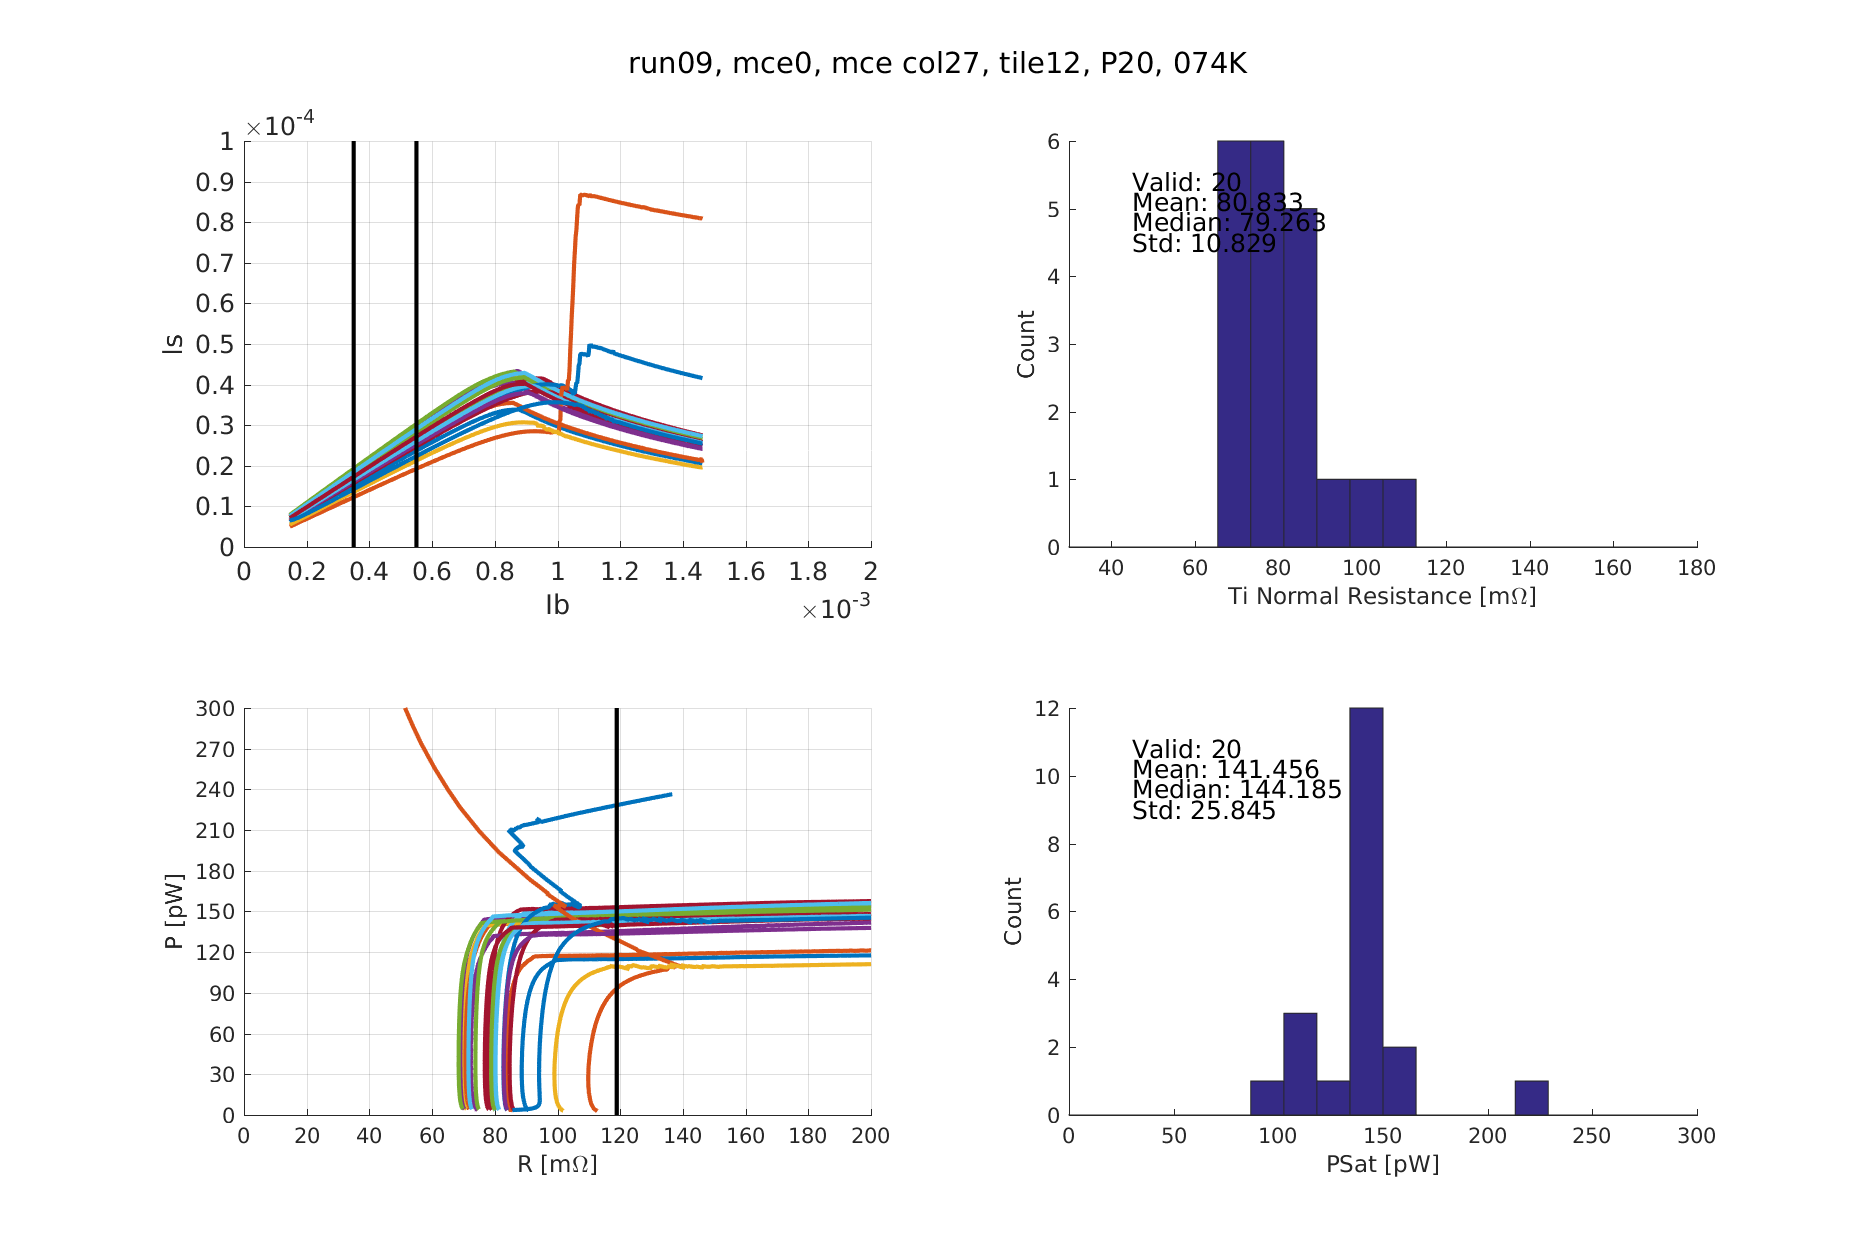 run09, mce0, mce col27, tile12, P20, 074K
×10-4
1
0.9
0.8
0.7
0.6
0.5
0.4
0.3
0.2
0.1
0
Is
0 0.2 0.4 0.6 0.8 1 1.2 1.4 1.6 1.8 2
Ib
×10-3
6
5
4
3
2
1
0
Count
Valid: 20
Mean: 80.833
Median: 79.263
Std: 10.829
40 60 80 100 120 140 160 180
Ti Normal Resistance [mΩ]
300
270
240
210
180
150
120
90
60
30
0
P [pW]
0 20 40 60 80 100 120 140 160 180 200
R [mΩ]
12
10
8
6
4
2
0
Count
Valid: 20
Mean: 141.456
Median: 144.185
Std: 25.845
0 50 100 150 200 250 300
PSat [pW]